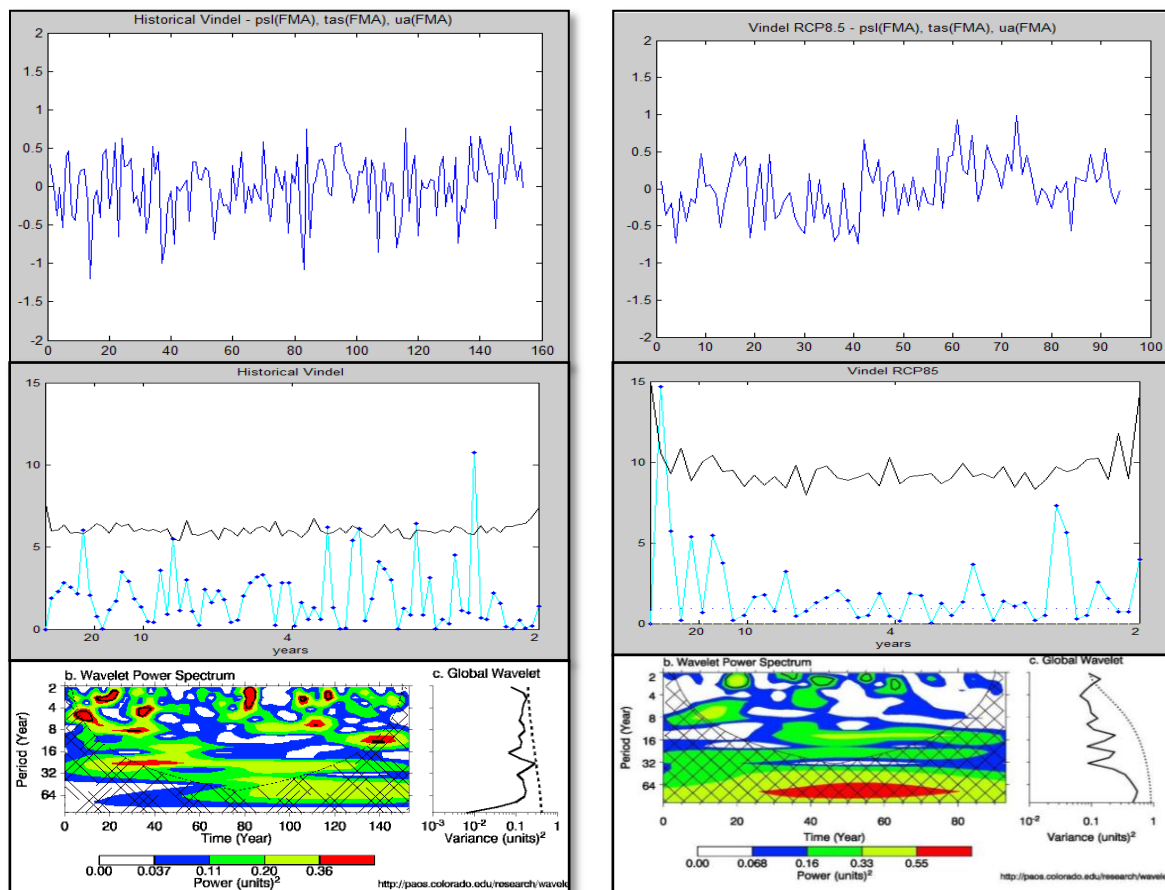 Historical Vindel - psl(FMA), tas(FMA), ua(FMA)
2
1.5
1
0.5
0
-0.5
-1
-1.5
-2
0 20 40 60 80 100 120 140 160
Vindel RCP8.5 - psl(FMA), tas(FMA), ua(FMA)
2
1.5
1
0.5
0
-0.5
-1
-1.5
-2
0 10 20 30 40 50 60 70 80 90 100
Historical Vindel
15
10
5
0
20 10 4 2
years
Vindel RCP85
15
10
5
0
20 10 4 2
years
b. Wavelet Power Spectrum
c. Global Wavelet
Period (Year)
2
4
8
16
32
64
0 20 40 60 80 100 120 140
Time (Year)
10-3 10-2 0.1 100
Variance (units)2
0.00 0.037 0.11 0.20 0.36
Power (units)2
http://paos.colorado.edu/research/wavele
b. Wavelet Power Spectrum
c. Global Wavelet
Period (Year)
2
4
8
16
32
64
0 20 40 60 80
Time (Year)
10-2 0.1 100
Variance (units)2
0.00 0.068 0.16 0.33 0.55
Power (units)2
http://paos.colorado.edu/research/wave